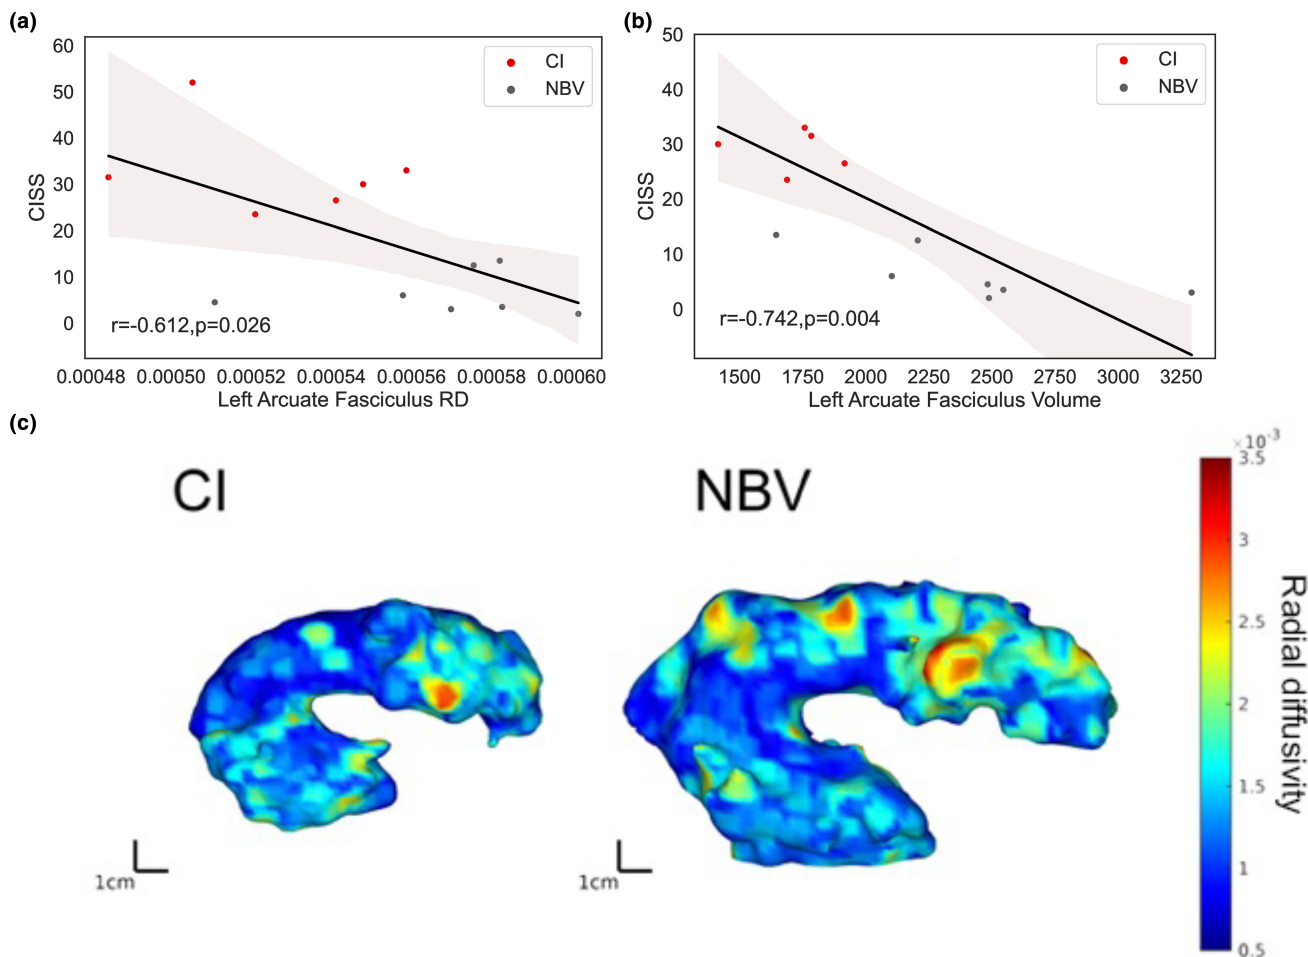 (a)
60
50
40
30
20
10
0
CISS
CI
NBV
r=-0.612,p=0.026
0.00048 0.00050 0.00052 0.00054 0.00056 0.00058 0.00060
Left Arcuate Fasciculus RD
(b)
50
40
30
20
10
0
CISS
CI
NBV
r=-0.742,p=0.004
1500 1750 2000 2250 2500 2750 3000 3250
Left Arcuate Fasciculus Volume
(c)
CI
1cm
NBV
1cm
×10⁻³
3.5
3
2.5
2
1.5
1
0.5
Radial diffusivity